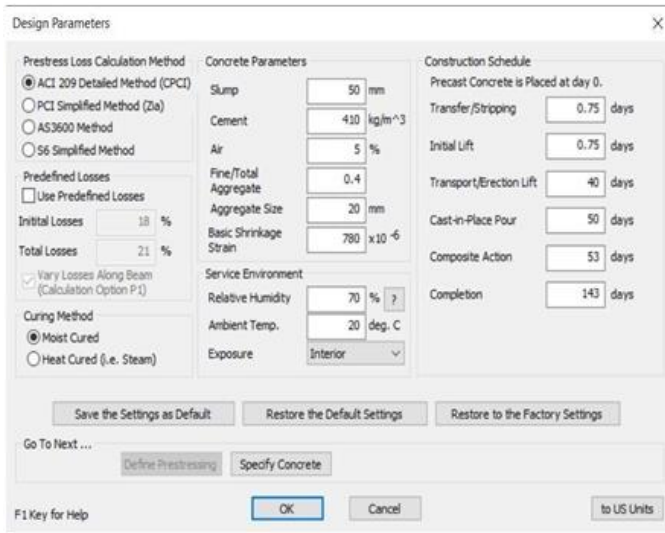 Design Parameters
Prestress Loss Calculation Method
ACI 209 Detailed Method (CPCI)
PCI Simplified Method (Zia)
AS3600 Method
S6 Simplified Method
Predefined Losses
Use Predefined Losses
Initital Losses 18 %
Total Losses 21 %
Vary Losses Along Beam
(Calculation Option P1)
Curing Method
Moist Cured
Heat Cured (i.e. Steam)
Concrete Parameters
Slump 50 mm
Cement 410 kg/m^3
Air 5 %
Fine/Total
Aggregate 0.4
Aggregate Size 20 mm
Basic Shrinkage
Strain 780 x10 -6
Service Environment
Relative Humidity 70 % ?
Ambient Temp. 20 deg. C
Exposure Interior
Construction Schedule
Precast Concrete is Placed at day 0.
Transfer/Stripping 0.75 days
Initial Lift 0.75 days
Transport/Erection Lift 40 days
Cast-in-Place Pour 50 days
Composite Action 53 days
Completion 143 days
Save the Settings as Default Restore the Default Settings Restore to the Factory Settings
Go To Next ...
Define Prestressing Specify Concrete
F1 Key for Help OK Cancel to US Units